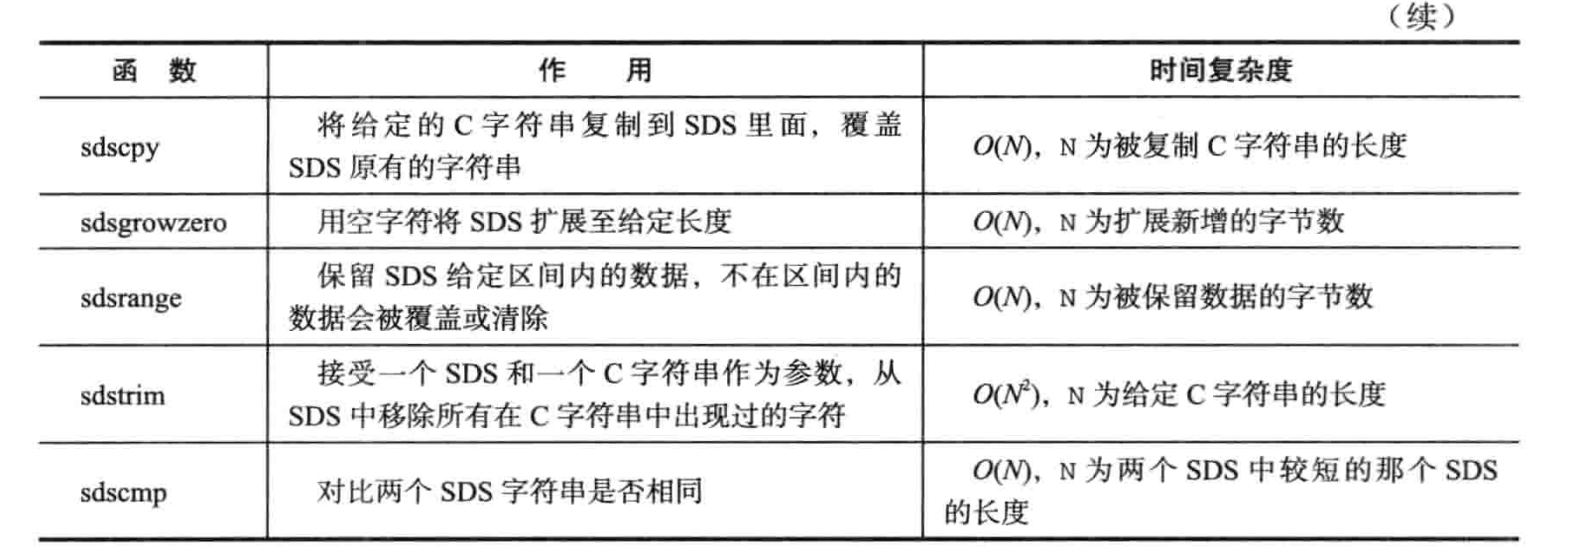 （续）
函 数 作 用 时间复杂度
将给定的 C 字符串复制到 SDS 里面，覆盖
sdscpy O(N)，N 为被复制 C 字符串的长度
SDS 原有的字符串
sdsgrowzero 用空字符将 SDS 扩展至给定长度 O(N)，N 为扩展新增的字节数
保留 SDS 给定区间内的数据，不在区间内的
sdsrange O(N)，N 为被保留数据的字节数
数据会被覆盖或清除
接受一个 SDS 和一个 C 字符串作为参数，从
sdstrim O(N²)，N 为给定 C 字符串的长度
SDS 中移除所有在 C 字符串中出现过的字符
O(N)，N 为两个 SDS 中较短的那个 SDS
sdscmp 对比两个 SDS 字符串是否相同
的长度